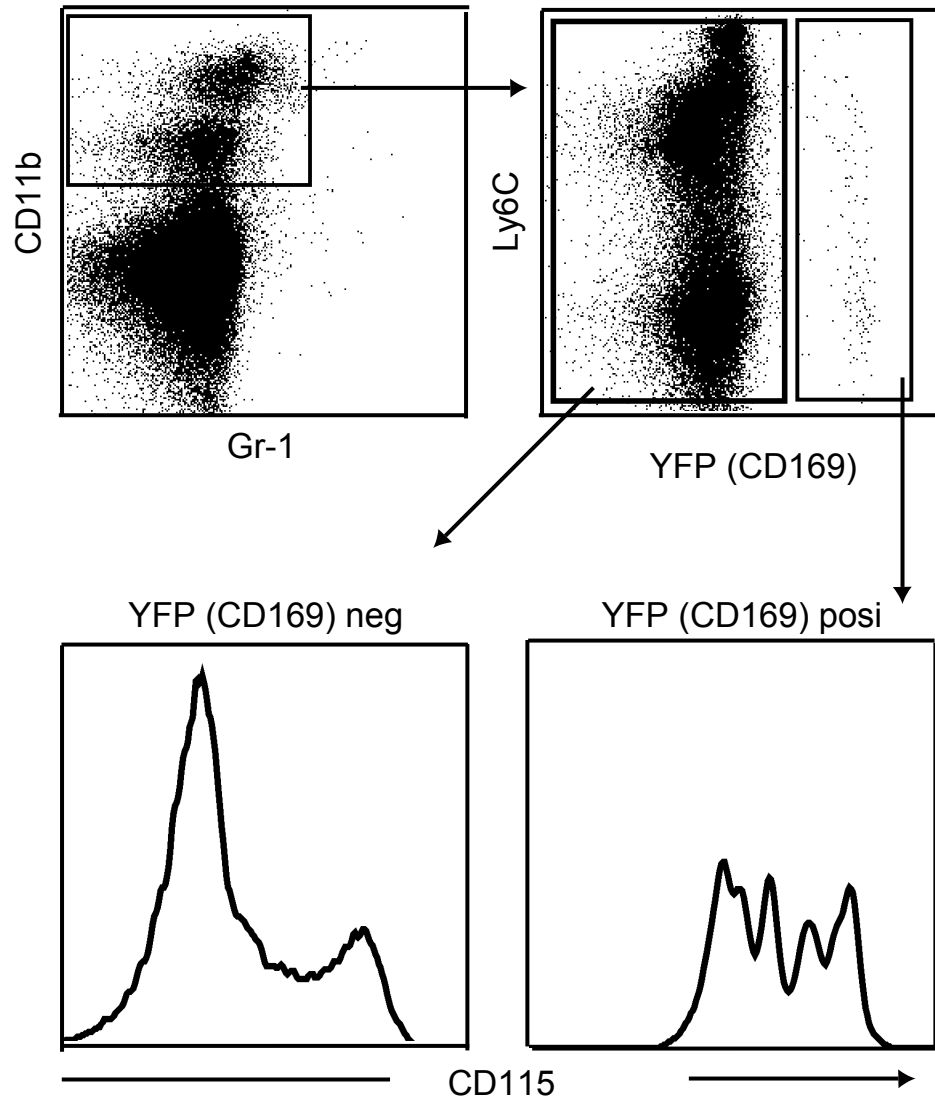 CD11b
Gr-1
Ly6C
YFP (CD169)
YFP (CD169) neg
YFP (CD169) posi
CD115